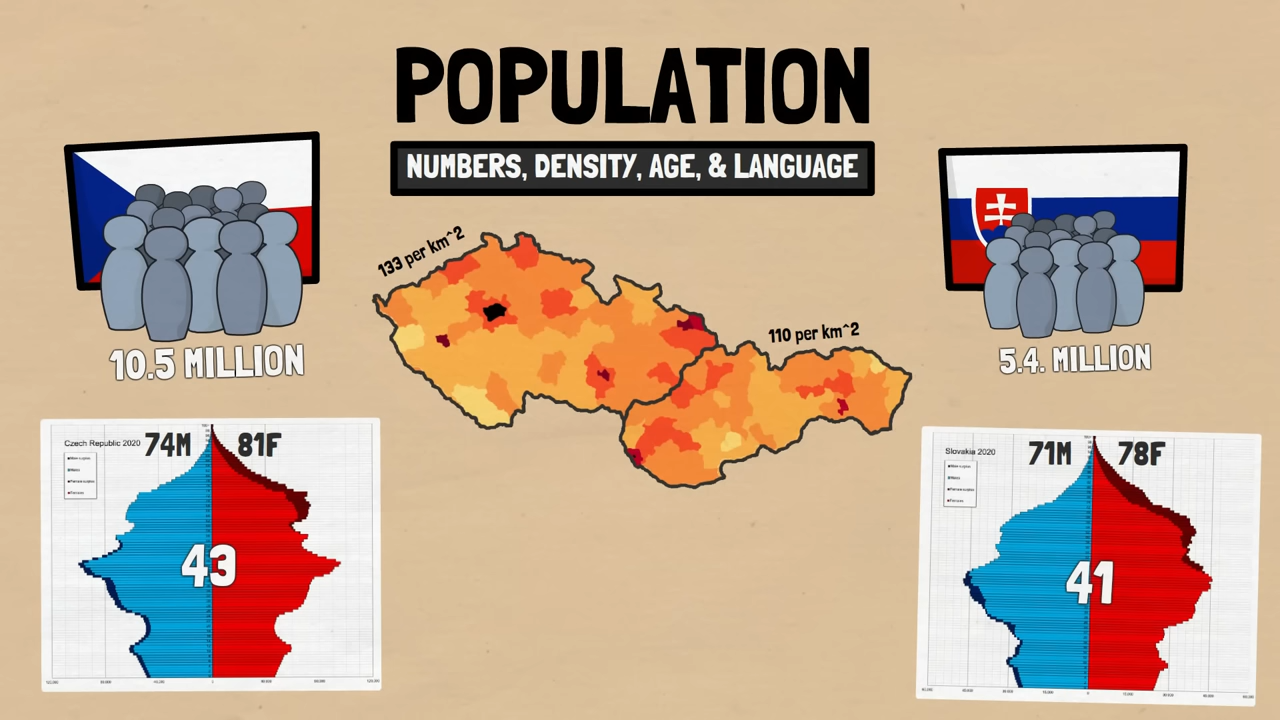 POPULATION
NUMBERS, DENSITY, AGE, & LANGUAGE
133 per km^2
110 per km^2
10.5 MILLION
5.4. MILLION
Czech Republic 2020
74M
81F
43
Slovakia 2020
71M
78F
41